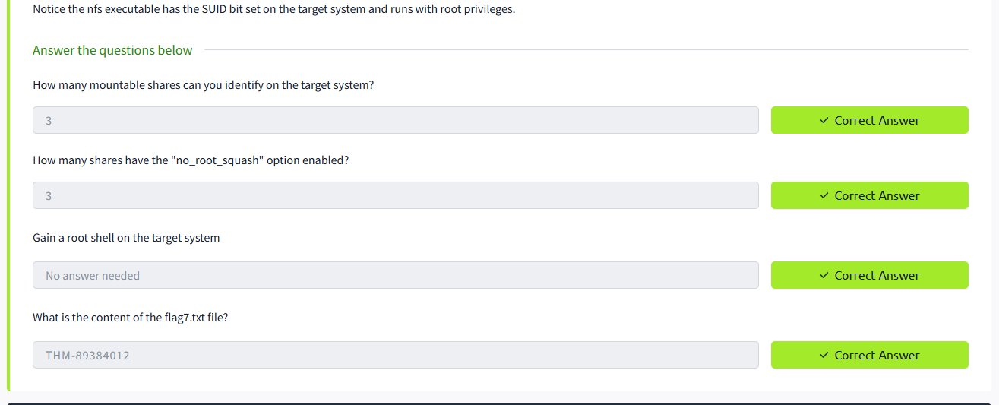 Notice the nfs executable has the SUID bit set on the target system and runs with root privileges.
Answer the questions below
How many mountable shares can you identify on the target system?
3
Correct Answer
How many shares have the "no_root_squash" option enabled?
3
Correct Answer
Gain a root shell on the target system
No answer needed
Correct Answer
What is the content of the flag7.txt file?
THM-89384012
Correct Answer